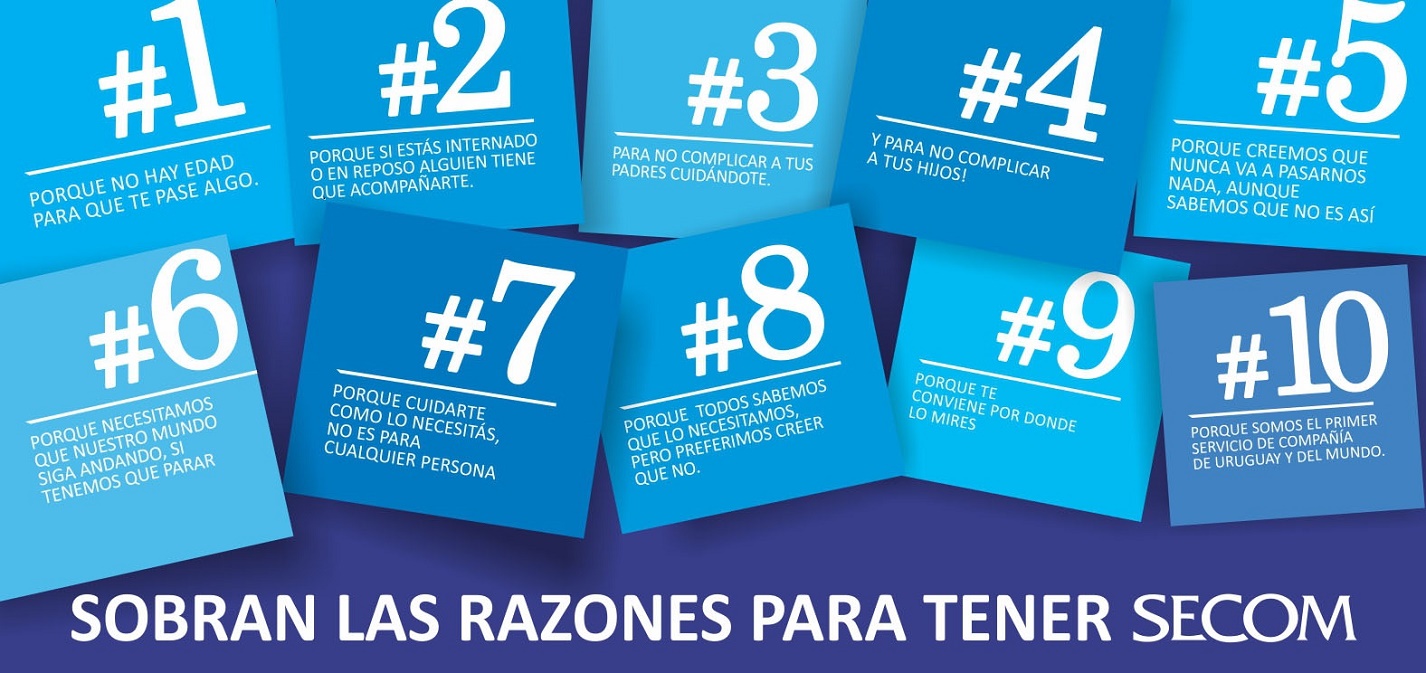 #1
PORQUE NO HAY EDAD
PARA QUE TE PASE ALGO.
#2
PORQUE SI ESTÁS INTERNADO
O EN REPOSO ALGUIEN TIENE
QUE ACOMPAÑARTE.
#3
PARA NO COMPLICAR A TUS
PADRES CUIDÁNDOTE.
#4
Y PARA NO COMPLICAR
A TUS HIJOS!
#5
PORQUE CREEMOS QUE
NUNCA VA A PASARNOS
NADA, AUNQUE
SABEMOS QUE NO ES ASÍ
#6
PORQUE NECESITAMOS
QUE NUESTRO MUNDO
SIGA ANDANDO, SI
TENEMOS QUE PARAR
#7
PORQUE CUIDARTE
COMO LO NECESITÁS,
NO ES PARA
CUALQUIER PERSONA
#8
PORQUE TODOS SABEMOS
QUE LO NECESITAMOS,
PERO PREFERIMOS CREER
QUE NO.
#9
PORQUE TE
CONVIENE POR DONDE
LO MIRES
#10
PORQUE SOMOS EL PRIMER
SERVICIO DE COMPAÑÍA
DE URUGUAY Y DEL MUNDO.
SOBRAN LAS RAZONES PARA TENER SECOM